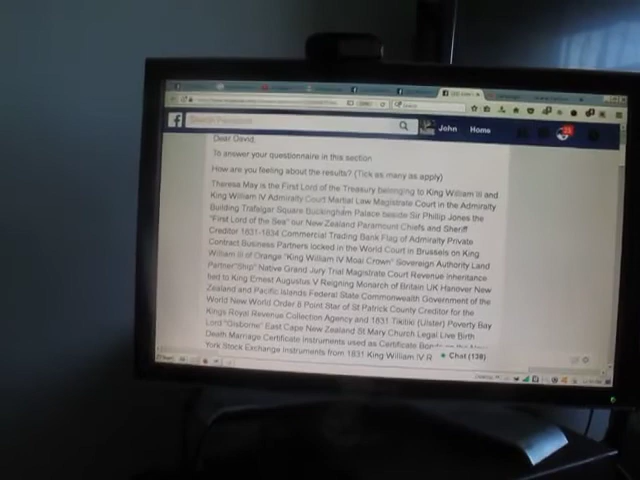 f
John Home
Dear David,
To answer your questionnaire in this section
How are you feeling about the results? (Tick as many as apply)
Theresa May is the First Lord of the Treasury belonging to King William III and
King William IV Admiralty Court Martial Law Magistrate Court in the Admiralty
Building Trafalgar Square Buckingham Palace beside Sir Phillip Jones the
"First Lord of the Sea" our New Zealand Paramount Chiefs and Sheriff
Creditor 1831-1834 Commercial Trading Bank Flag of Admiralty Private
Contract Business Partners locked in the World Court in Brussels on King
William III of Orange "King William IV Moai Crown" Sovereign Authority Land
Partner"Ship" Native Grand Jury Trial Magistrate Court Revenue Inheritance
tied to King Ernest Augustus V Reigning Monarch of Britain UK Hanover New
Zealand and Pacific Islands Federal State Commonwealth Government of the
World New World Order 8 Point Star of St Patrick County Creditor for the
Kings Royal Revenue Collection Agency and 1831 Tikitiki (Ulster) Poverty Bay
Lord "Gisborne" East Cape New Zealand St Mary Church Legal Live Birth
Death Marriage Certificate Instruments used as Certificate
York Stock Exchange Instruments from 1831 King William IV R
Chat (138)